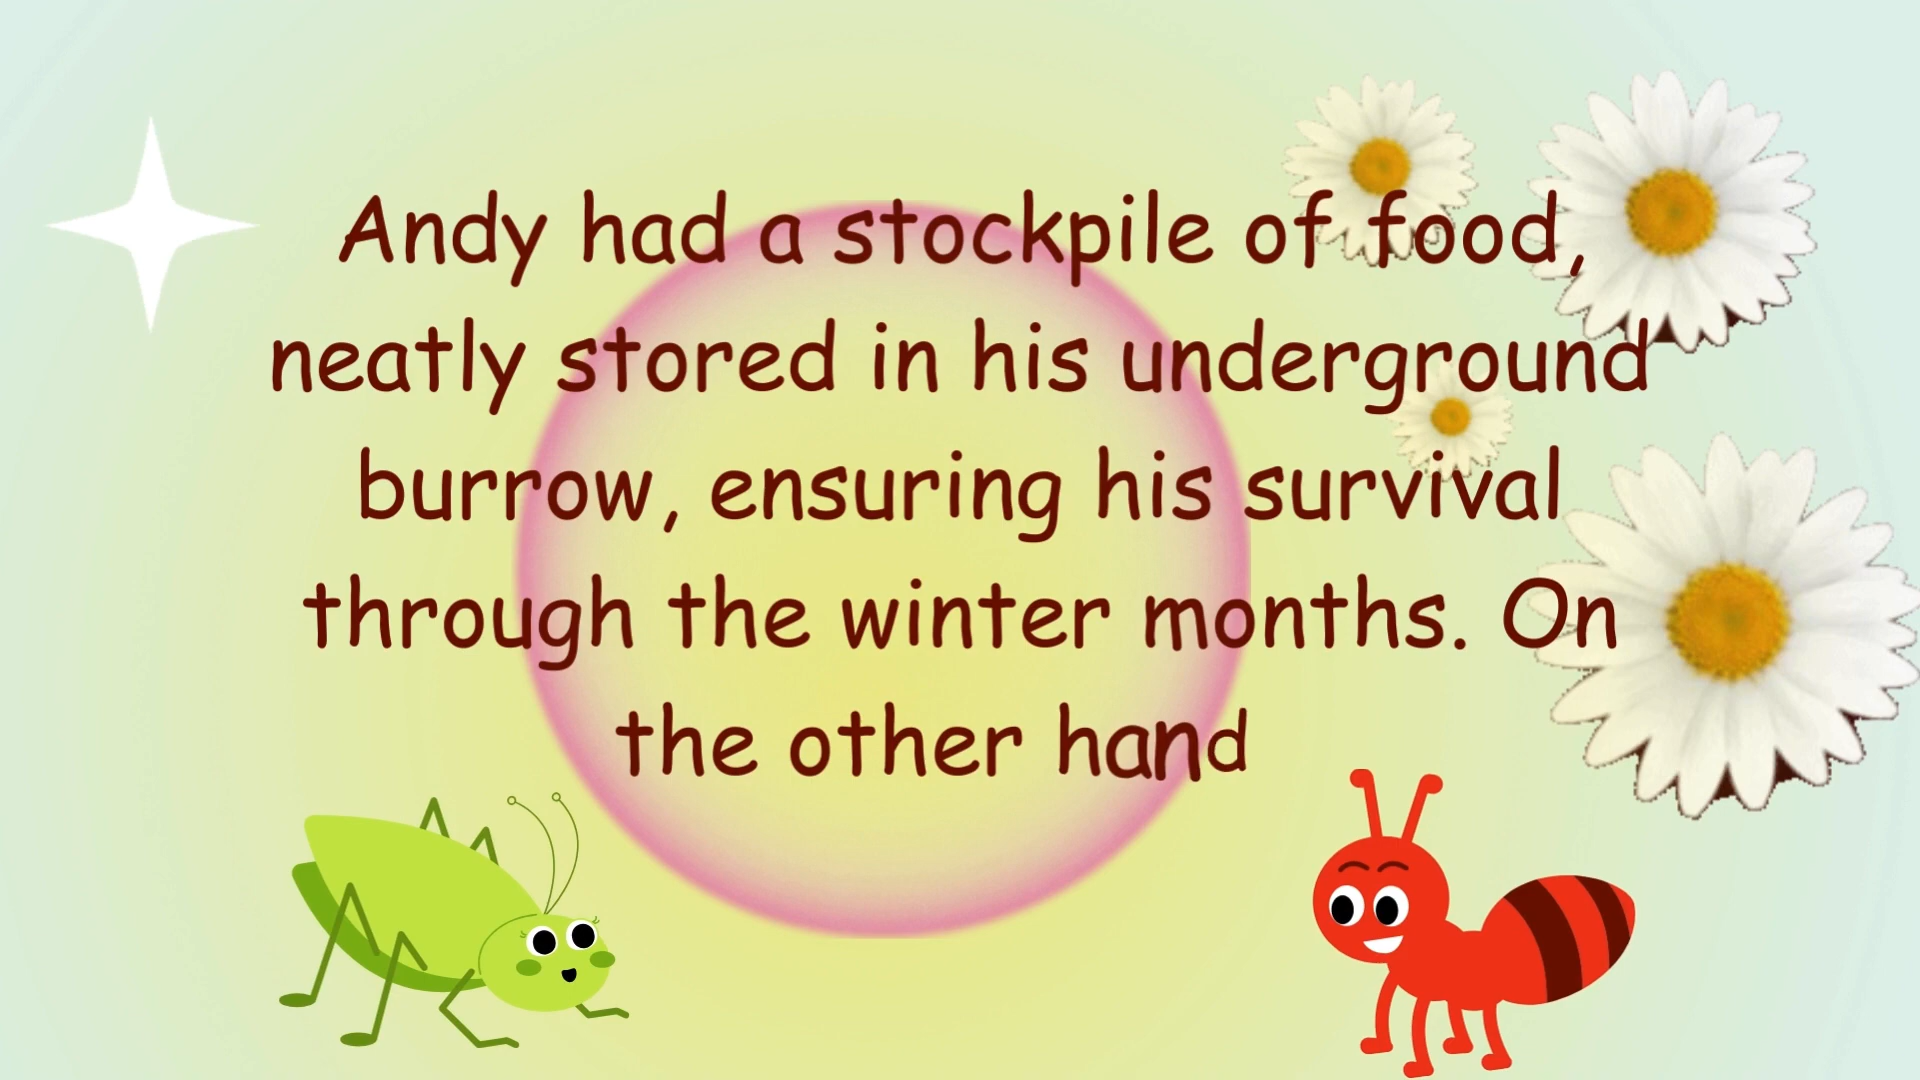 Andy had a stockpile of food,
neatly stored in his underground
burrow, ensuring his survival
through the winter months. On
the other hand